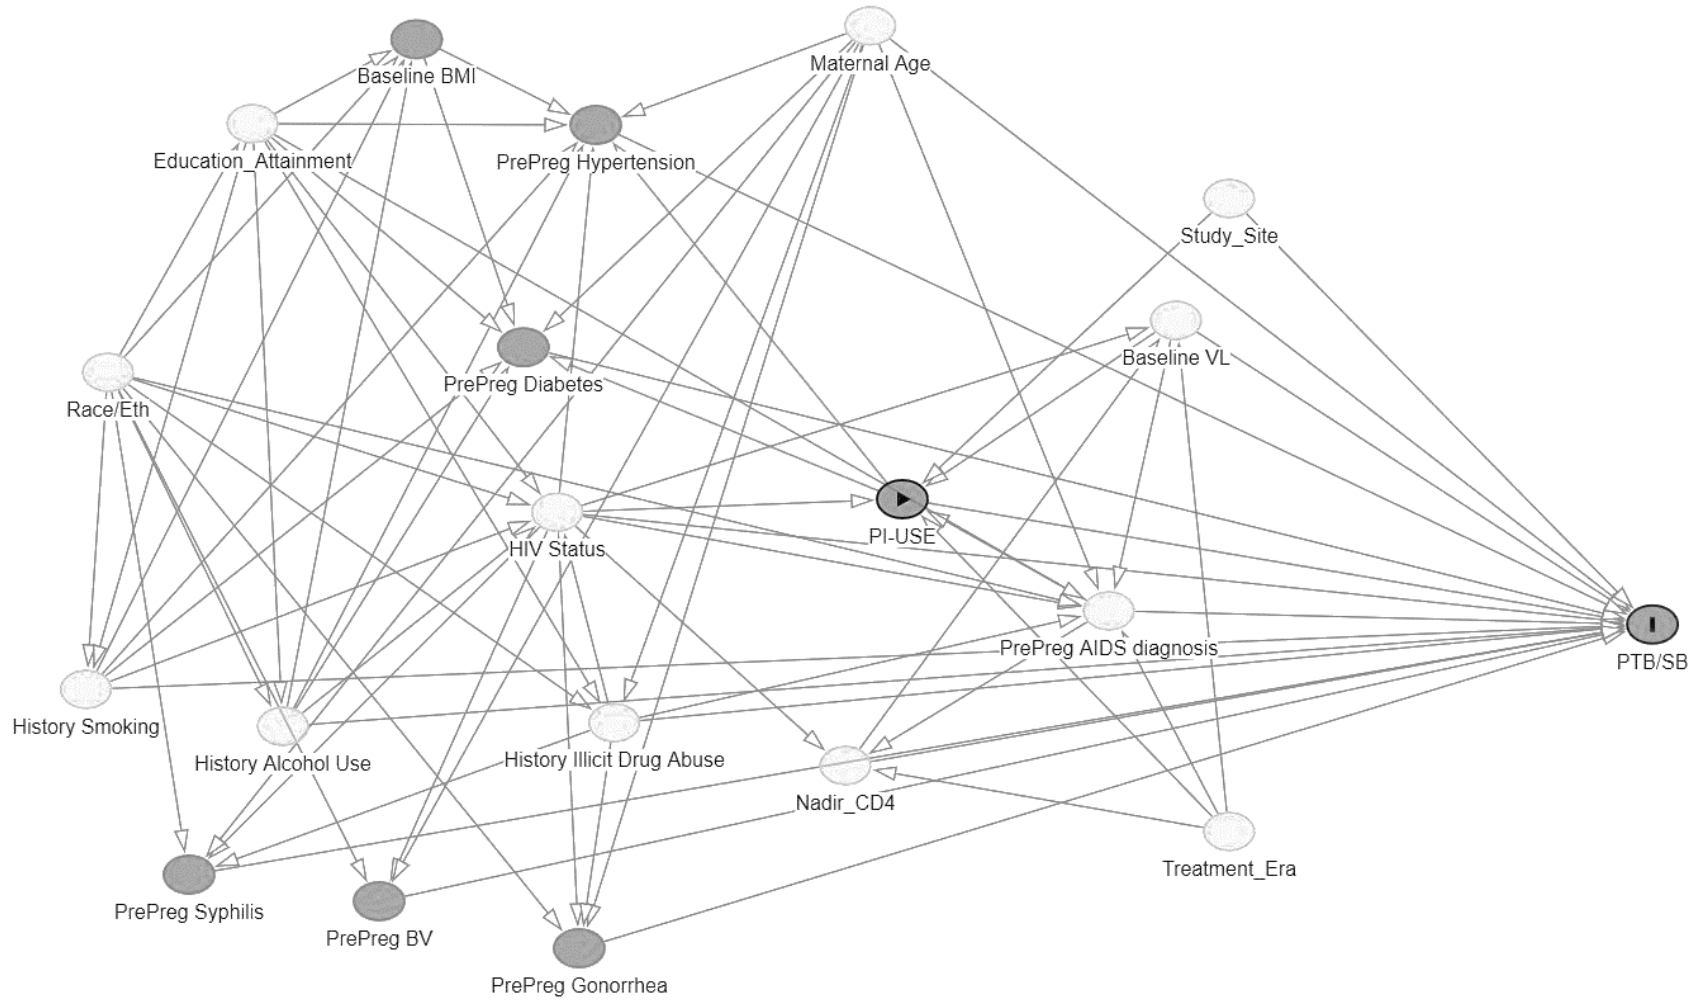 Baseline BMI
Maternal Age
Education_Attainment
PrePreg Hypertension
Study_Site
Baseline VL
PrePreg Diabetes
Race/Eth
PI-USE
HIV Status
PrePreg AIDS diagnosis
PTB/SB
History Smoking
History Alcohol Use
History Illicit Drug Abuse
Nadir_CD4
Treatment_Era
PrePreg Syphilis
PrePreg BV
PrePreg Gonorrhea